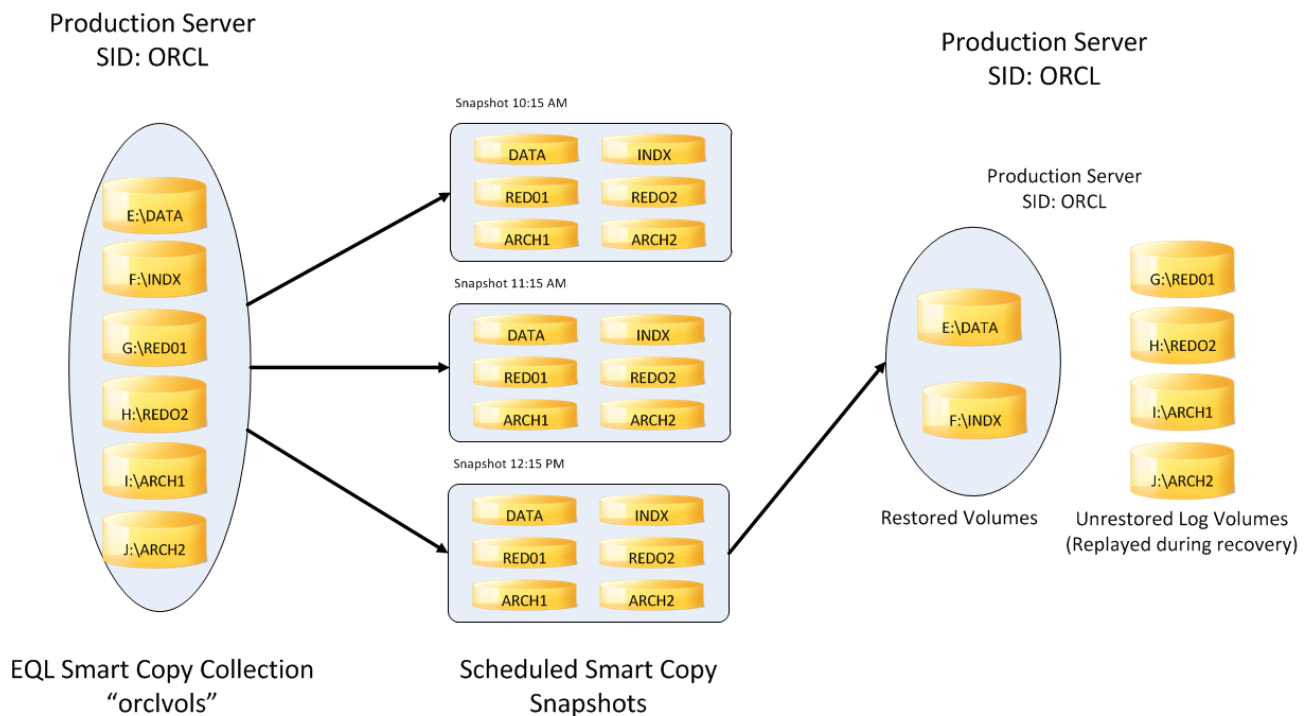 Production Server
SID: ORCL
E:\DATA
F:\INDX
G:\RED01
H:\REDO2
I:\ARCH1
J:\ARCH2
EQL Smart Copy Collection
“orclvols”
Snapshot 10:15 AM
DATA
INDX
RED01
REDO2
ARCH1
ARCH2
Snapshot 11:15 AM
DATA
INDX
RED01
REDO2
ARCH1
ARCH2
Snapshot 12:15 PM
DATA
INDX
RED01
REDO2
ARCH1
ARCH2
Scheduled Smart Copy
Snapshots
Production Server
SID: ORCL
Production Server
SID: ORCL
E:\DATA
F:\INDX
Restored Volumes
G:\RED01
H:\REDO2
I:\ARCH1
J:\ARCH2
Unrestored Log Volumes
(Replayed during recovery)